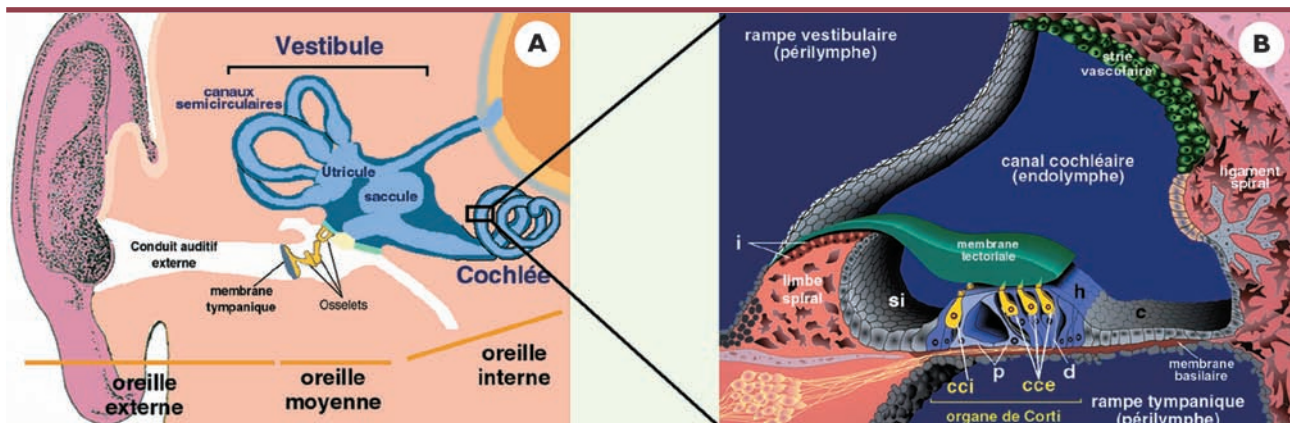 A
Vestibule
canaux
semicirculaires
Utricule
saccule
Conduit auditif
externe
membrane
tympanique
Osselets
Cochlée
oreille
externe
oreille
moyenne
oreille
interne
B
rampe vestibulaire
(périlymphe)
strie
vasculaire
canal cochléaire
(endolymphe)
ligament
spiral
i
membrane
tectoriale
limbe
spiral
si
h
c
membrane
basilaire
p
d
cci
cce
organe de Corti
rampe tympanique
(périlymphe)